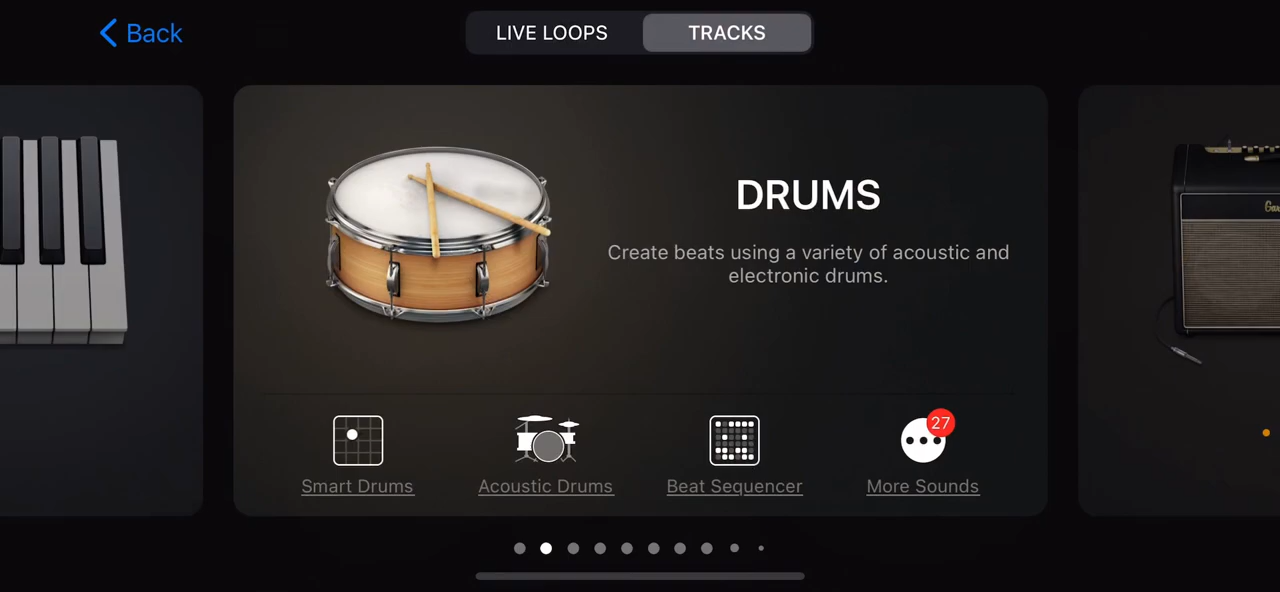 Back
LIVE LOOPS
TRACKS
DRUMS
Create beats using a variety of acoustic and
electronic drums.
27
Smart Drums
Acoustic Drums
Beat Sequencer
More Sounds